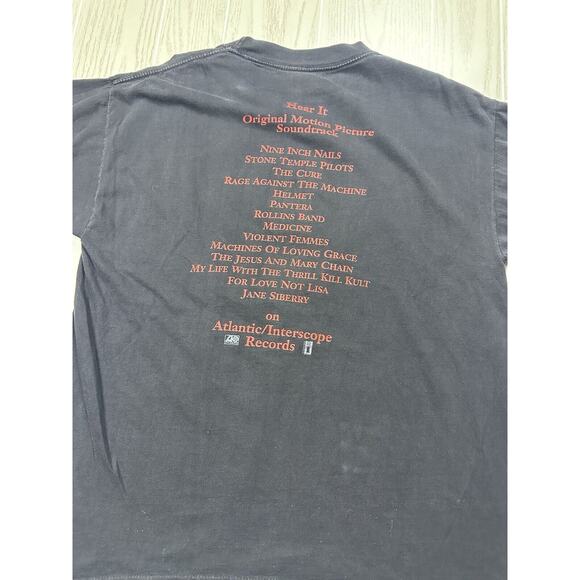 Hear It
Original Motion Picture
Soundtrack
Nine Inch Nails
Stone Temple Pilots
The Cure
Rage Against The Machine
Helmet
Pantera
Rollins Band
Medicine
Violent Femmes
Machines Of Loving Grace
The Jesus And Mary Chain
My Life With The Thrill Kill Kult
For Love Not Lisa
Jane Siberry
on
Atlantic/Interscope
Records